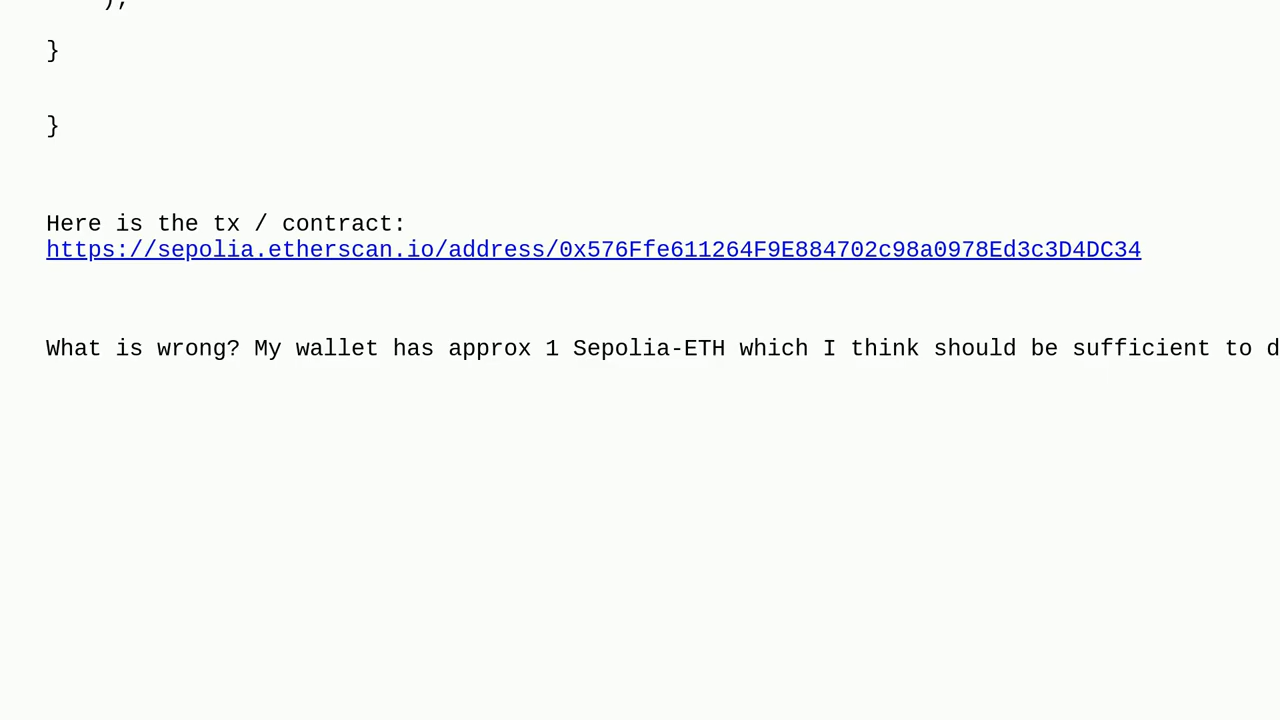 );
}
}
Here is the tx / contract:
https://sepolia.etherscan.io/address/0x576Ffe611264F9E884702c98a0978Ed3c3D4DC34
What is wrong? My wallet has approx 1 Sepolia-ETH which I think should be sufficient to d